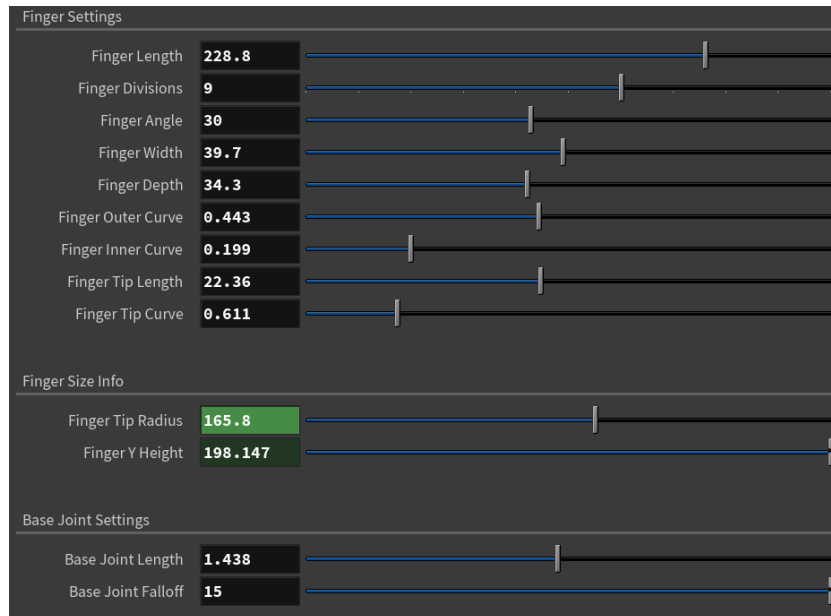 Finger Settings
Finger Length 228.8
Finger Divisions 9
Finger Angle 30
Finger Width 39.7
Finger Depth 34.3
Finger Outer Curve 0.443
Finger Inner Curve 0.199
Finger Tip Length 22.36
Finger Tip Curve 0.611
Finger Size Info
Finger Tip Radius 165.8
Finger Y Height 198.147
Base Joint Settings
Base Joint Length 1.438
Base Joint Falloff 15